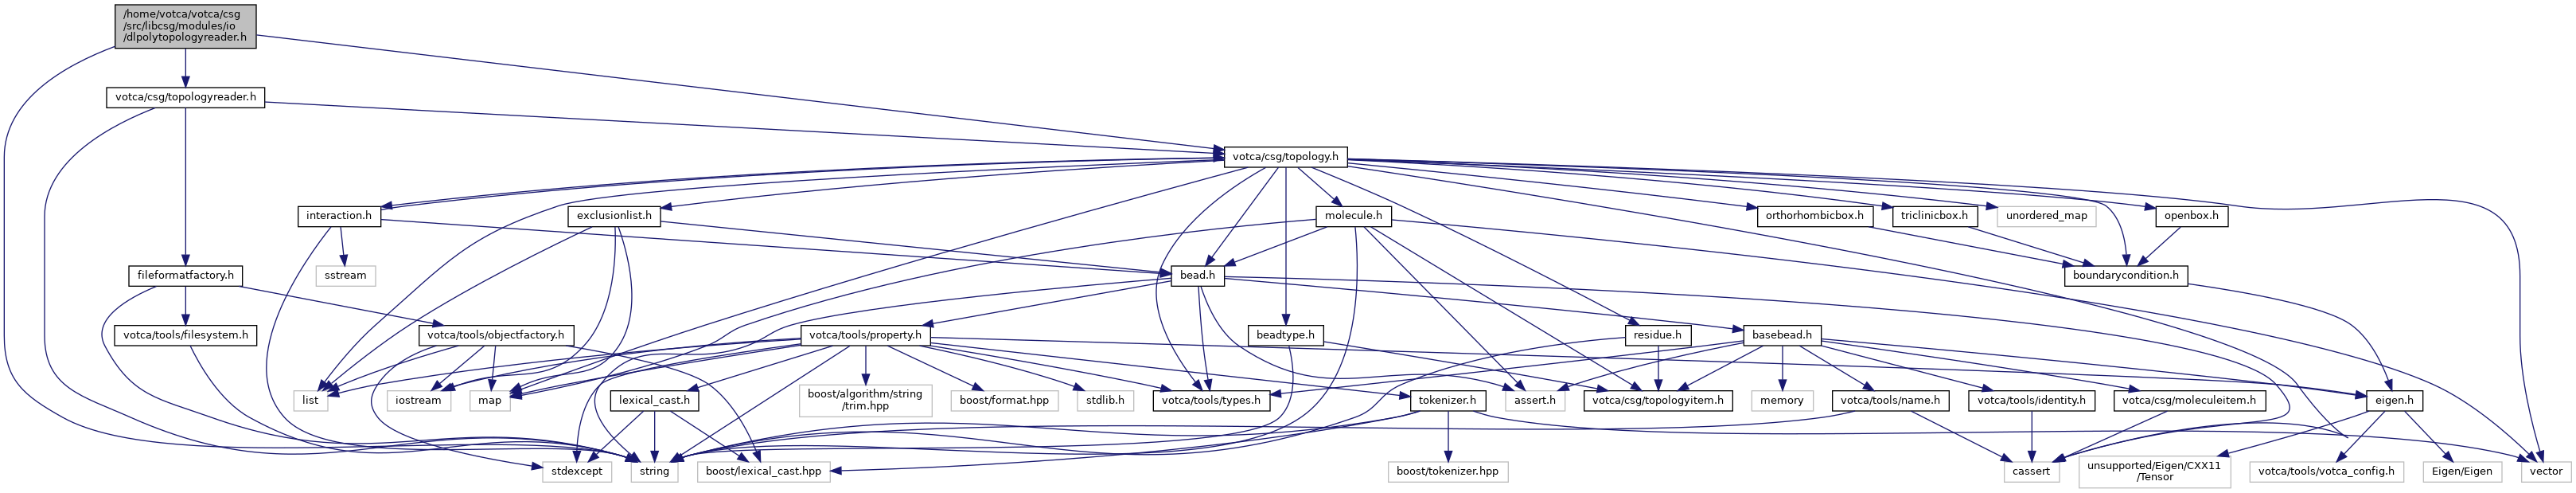 /home/votca/votca/csg
/src/libcsg/modules/io
/dlpolytopologyreader.h
votca/csg/topologyreader.h
votca/csg/topology.h
interaction.h
exclusionlist.h
molecule.h
orthorhombicbox.h
triclinicbox.h
unordered_map
openbox.h
fileformatfactory.h
sstream
bead.h
boundarycondition.h
votca/tools/filesystem.h
votca/tools/objectfactory.h
votca/tools/property.h
beadtype.h
residue.h
basebead.h
list
iostream
map
lexical_cast.h
boost/algorithm/string
/trim.hpp
boost/format.hpp
stdlib.h
votca/tools/types.h
tokenizer.h
assert.h
votca/csg/topologyitem.h
memory
votca/tools/name.h
votca/tools/identity.h
votca/csg/moleculeitem.h
eigen.h
stdexcept
string
boost/lexical_cast.hpp
boost/tokenizer.hpp
cassert
unsupported/Eigen/CXX11
/Tensor
votca/tools/votca_config.h
Eigen/Eigen
vector